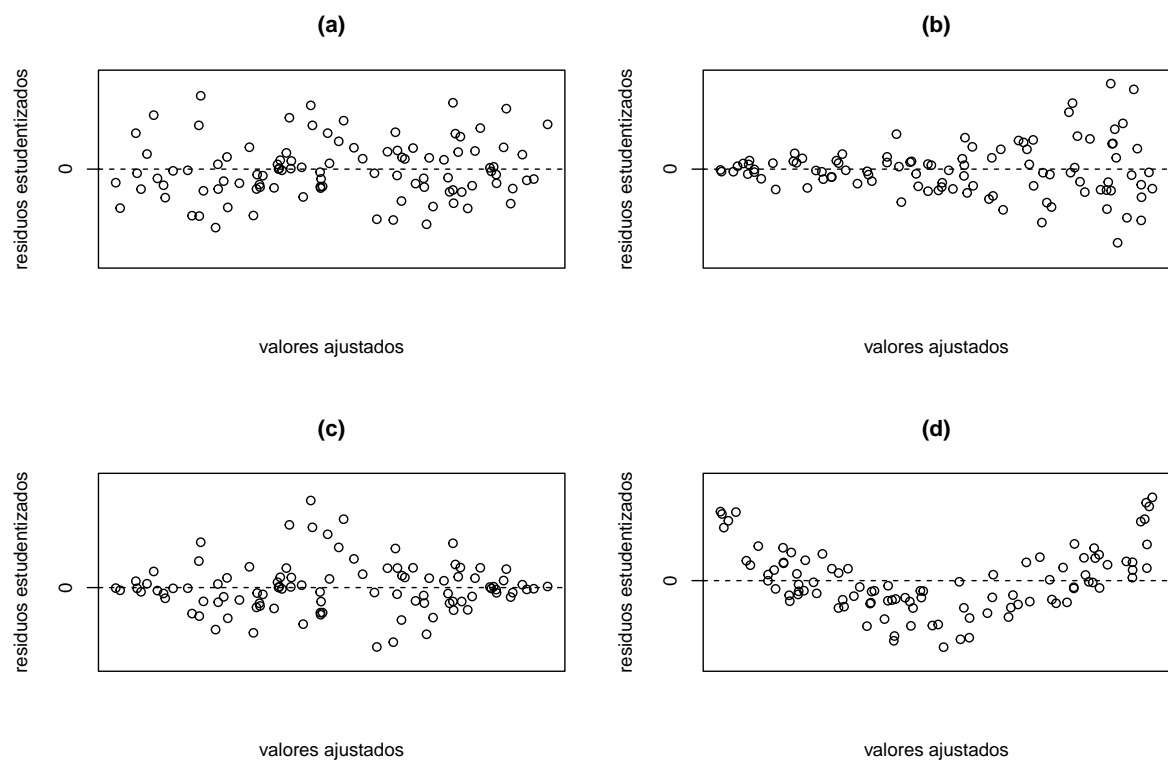 (a)
residuos estudentizados
0
valores ajustados
(b)
residuos estudentizados
0
valores ajustados
(c)
residuos estudentizados
0
valores ajustados
(d)
residuos estudentizados
0
valores ajustados